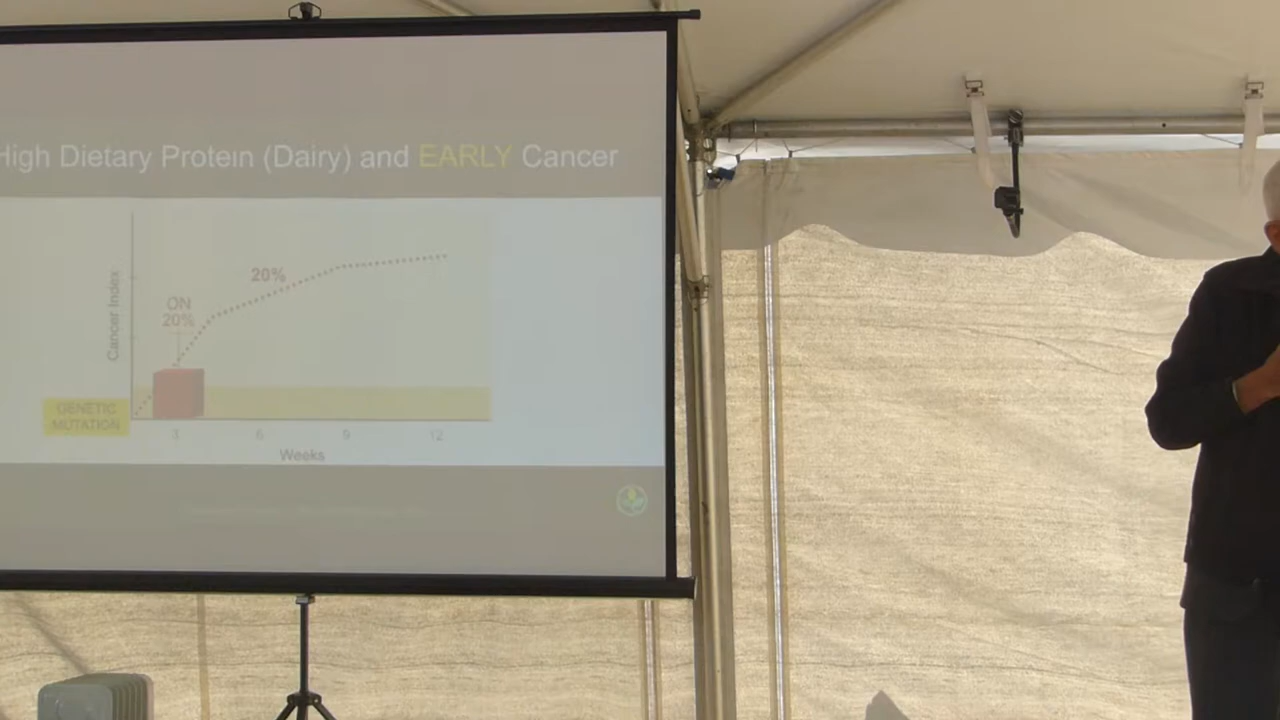 High Dietary Protein (Dairy) and EARLY Cancer
20%
ON
20%
Cancer Index
GENETIC
MUTATION
3 6 9 12
Weeks